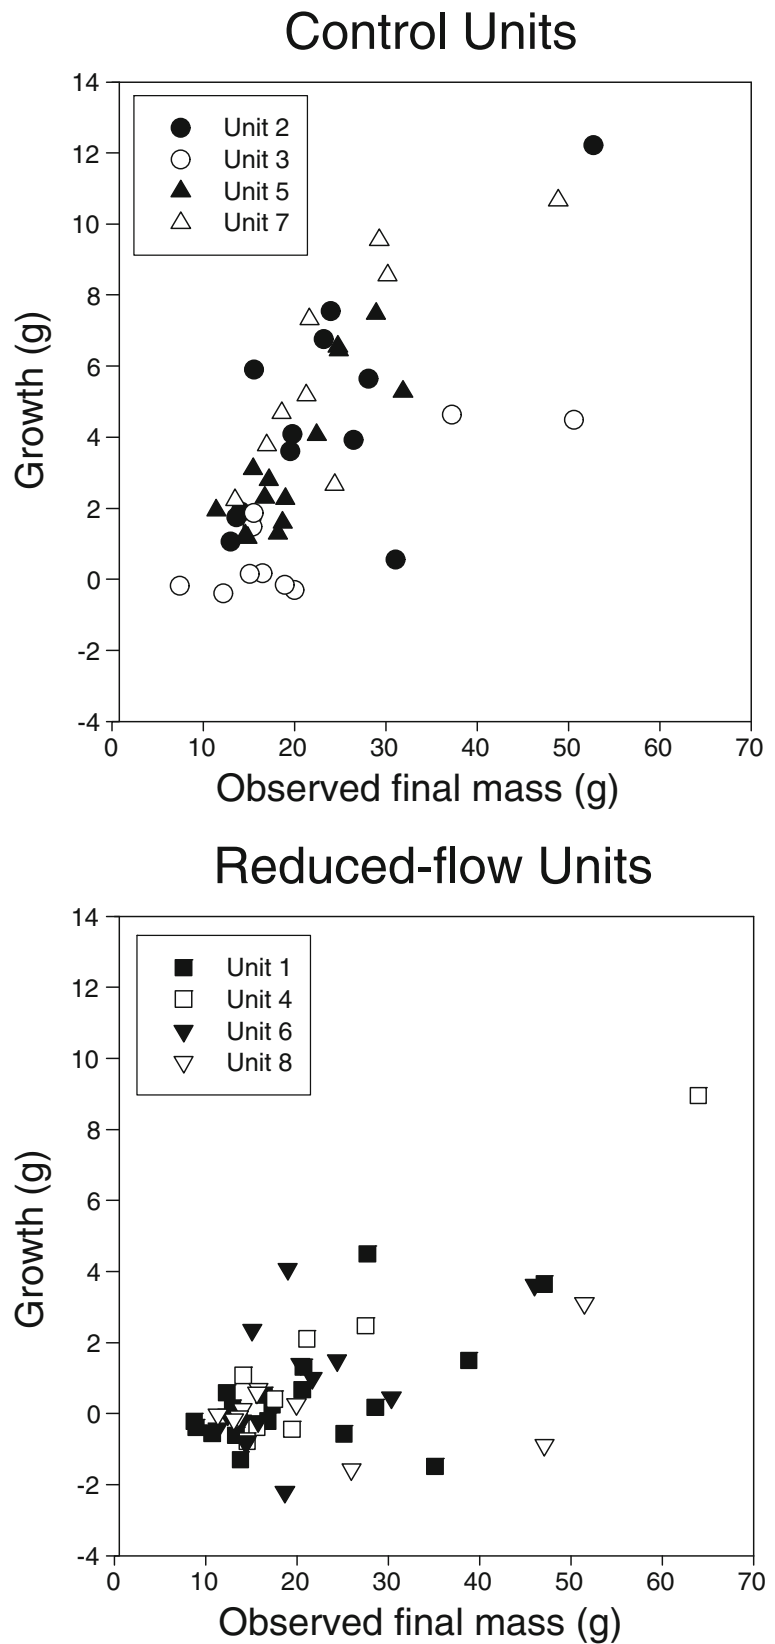 Control Units
14
12
10
8
6
4
2
0
-2
-4
Growth (g)
Unit 2
Unit 3
Unit 5
Unit 7
0 10 20 30 40 50 60 70
Observed final mass (g)
Reduced-flow Units
14
12
10
8
6
4
2
0
-2
-4
Growth (g)
Unit 1
Unit 4
Unit 6
Unit 8
0 10 20 30 40 50 60 70
Observed final mass (g)